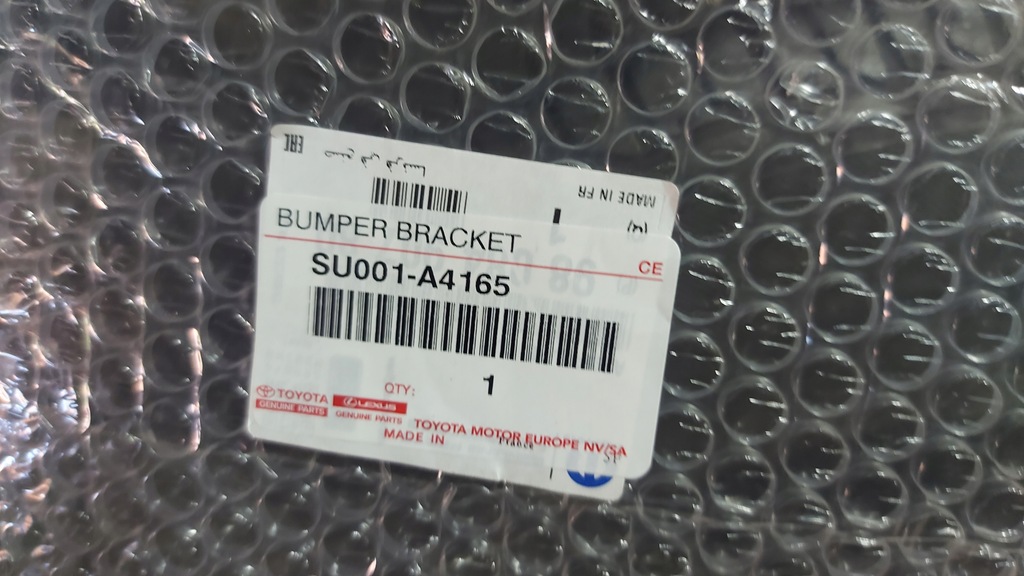 BUMPER BRACKET
CE
SU001-A4165
QTY:
1
TOYOTA
GENUINE PARTS
LEXUS
GENUINE PARTS
TOYOTA MOTOR EUROPE NV/SA
MADE IN
MADE IN FR
EAC